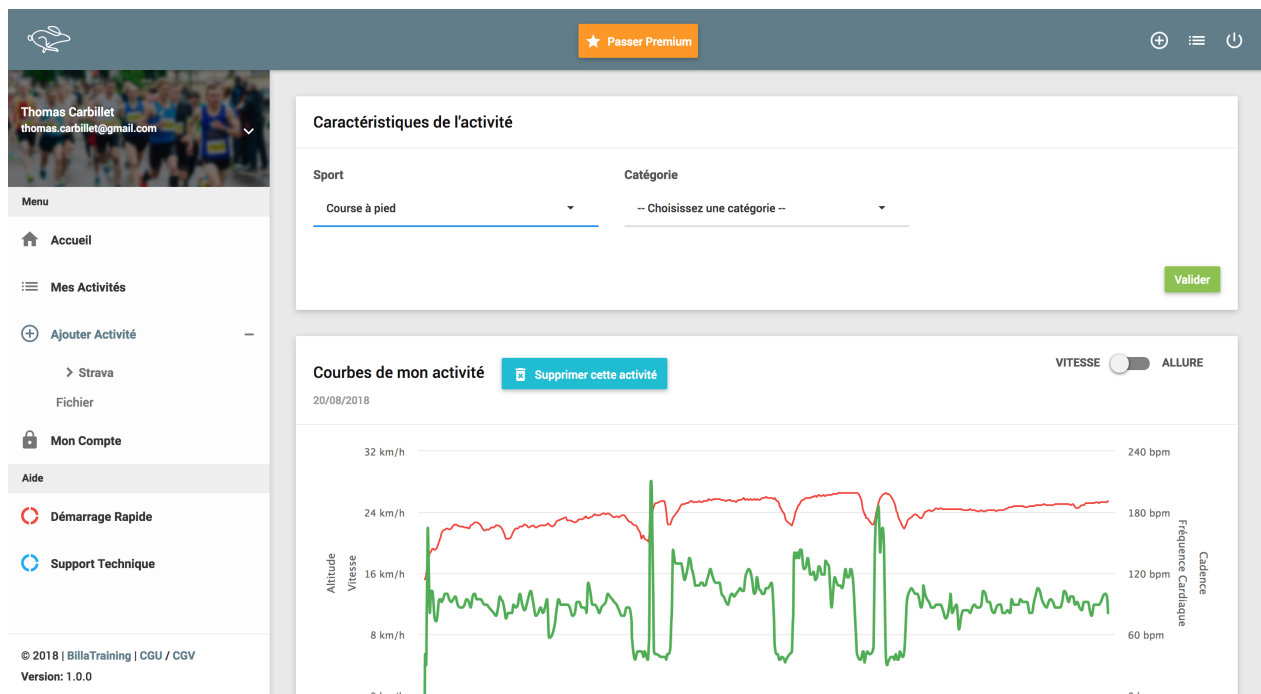 Passer Premium
Thomas Carbillet
thomas.carbillet@gmail.com
Menu
Accueil
Mes Activités
Ajouter Activité
Strava
Fichier
Mon Compte
Aide
Démarrage Rapide
Support Technique
© 2018 | BillaTraining | CGU / CGV
Version: 1.0.0
Caractéristiques de l'activité
Sport
Catégorie
Course à pied
-- Choisissez une catégorie --
Valider
Courbes de mon activité
Supprimer cette activité
20/08/2018
VITESSE
ALLURE
32 km/h
24 km/h
16 km/h
8 km/h
Altitude
Vitesse
240 bpm
180 bpm
120 bpm
60 bpm
Fréquence Cardiaque
Cadence